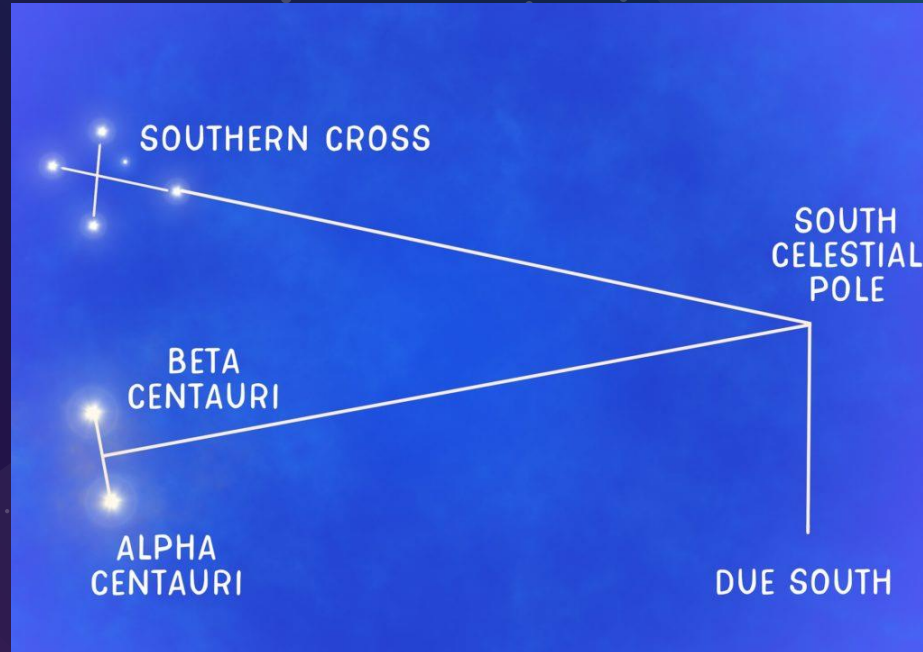 SOUTHERN CROSS
SOUTH
CELESTIAL
POLE
BETA
CENTAURI
ALPHA
CENTAURI
DUE SOUTH